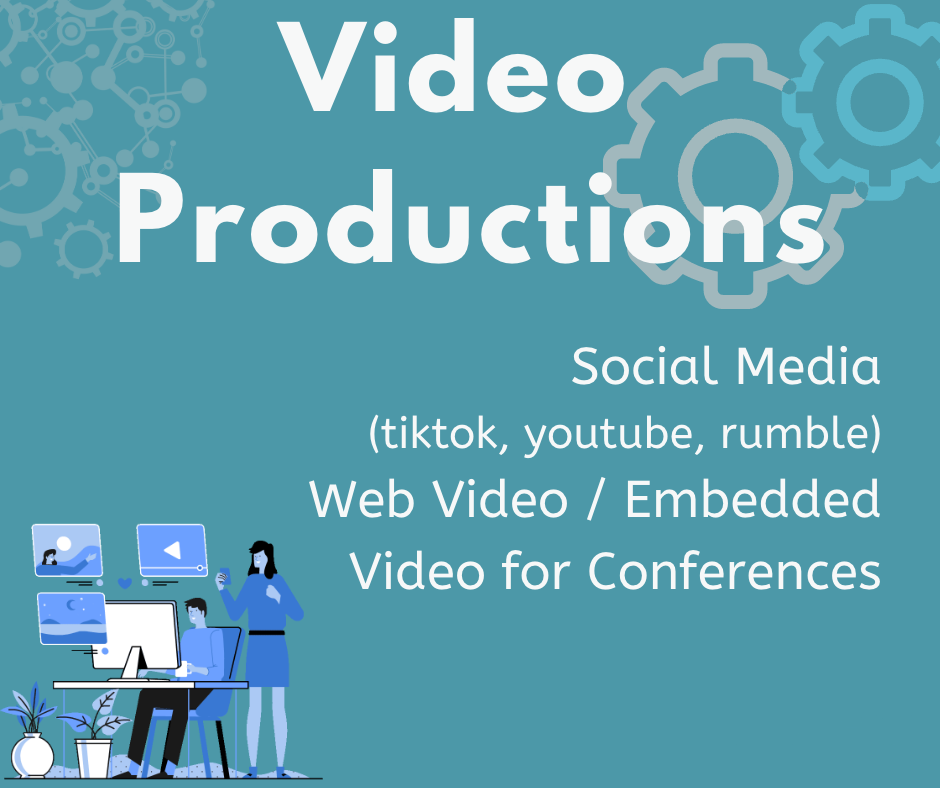 Video
Productions
Social Media
(tiktok, youtube, rumble)
Web Video / Embedded
Video for Conferences